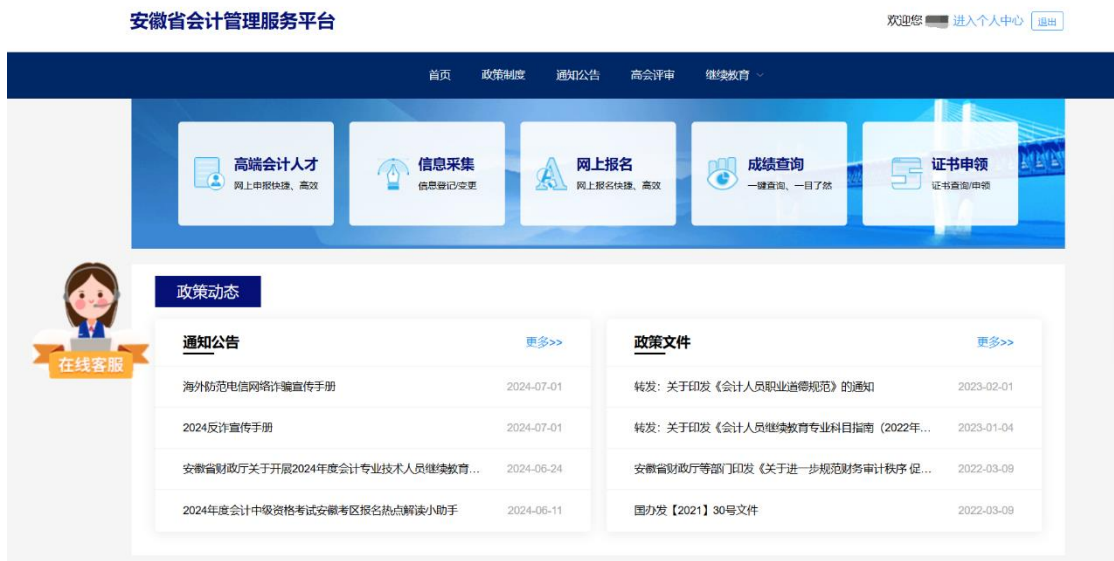 安徽省会计管理服务平台
欢迎您 进入个人中心 退出
首页 政策制度 通知公告 高会评审 继续教育
高端会计人才
网上申报快捷、高效
信息采集
信息登记/变更
网上报名
网上报名快捷、高效
成绩查询
一键查询、一目了然
证书申领
证书查询/申领
政策动态
在线客服
通知公告 更多>>
海外防范电信网络诈骗宣传手册 2024-07-01
2024反诈宣传手册 2024-07-01
安徽省财政厅关于开展2024年度会计专业技术人员继续教育... 2024-06-24
2024年度会计中级资格考试安徽考区报名热点解读小助手 2024-06-11
政策文件 更多>>
转发：关于印发《会计人员职业道德规范》的通知 2023-02-01
转发：关于印发《会计人员继续教育专业科目指南（2022年... 2023-01-04
安徽省财政厅等部门印发《关于进一步规范财务审计秩序 促... 2022-03-09
国办发【2021】30号文件 2022-03-09